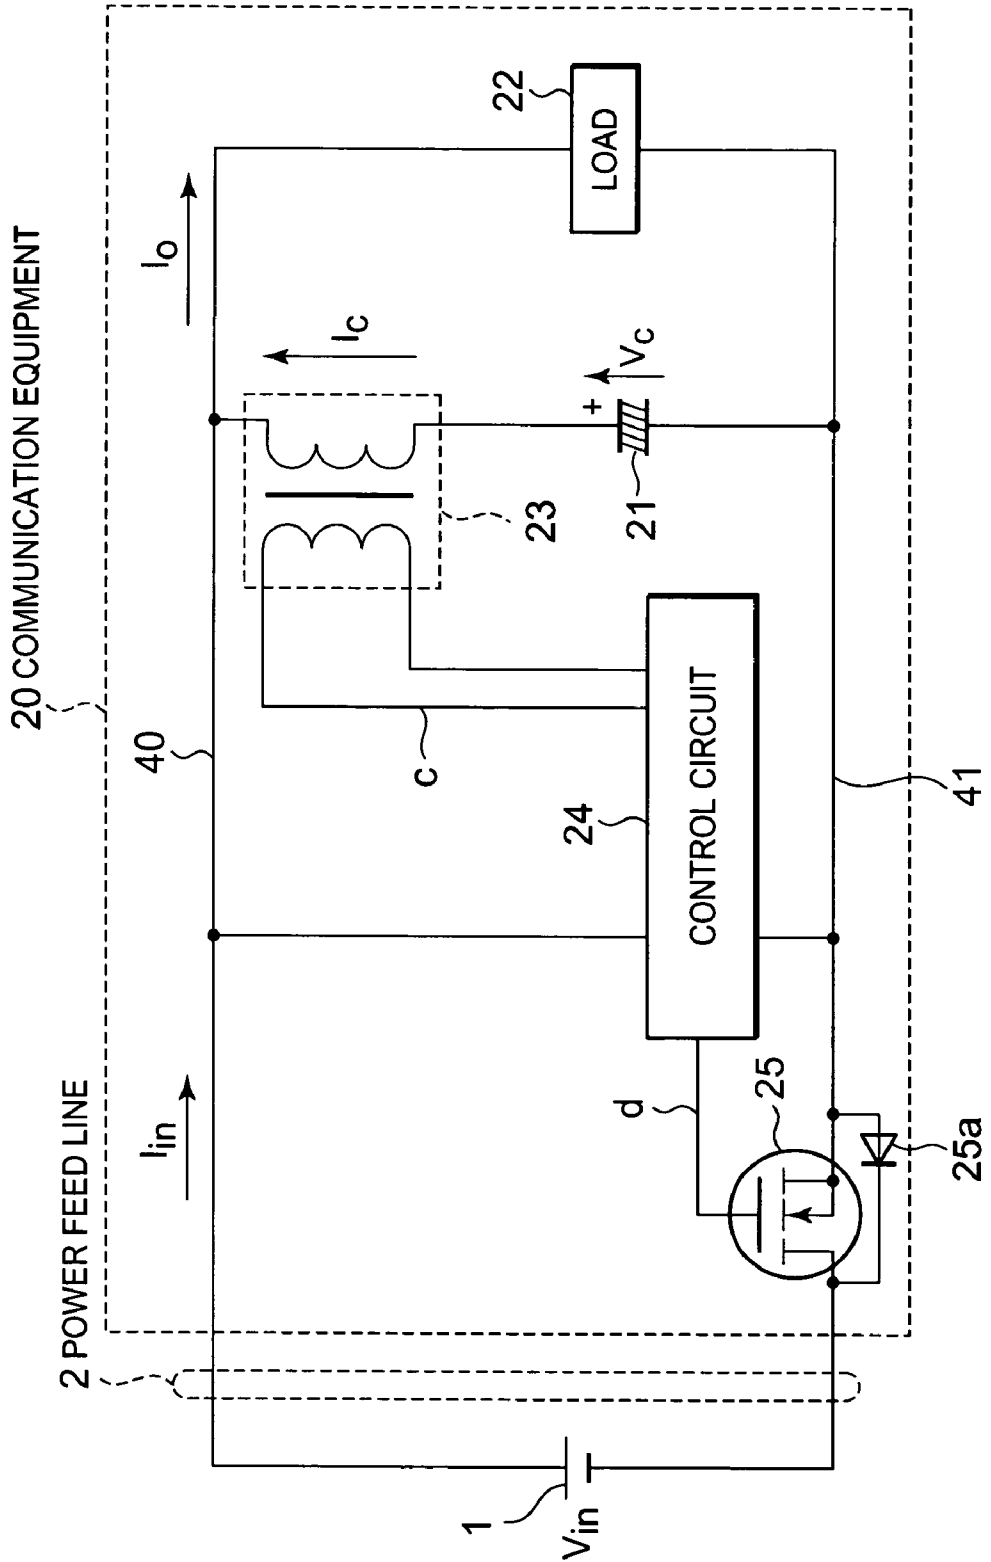 20 COMMUNICATION EQUIPMENT
2 POWER FEED LINE
Iin
40
Io
Ic
23
c
+
Vc
21
22
LOAD
1
Vin
d
25
24
CONTROL CIRCUIT
25a
41